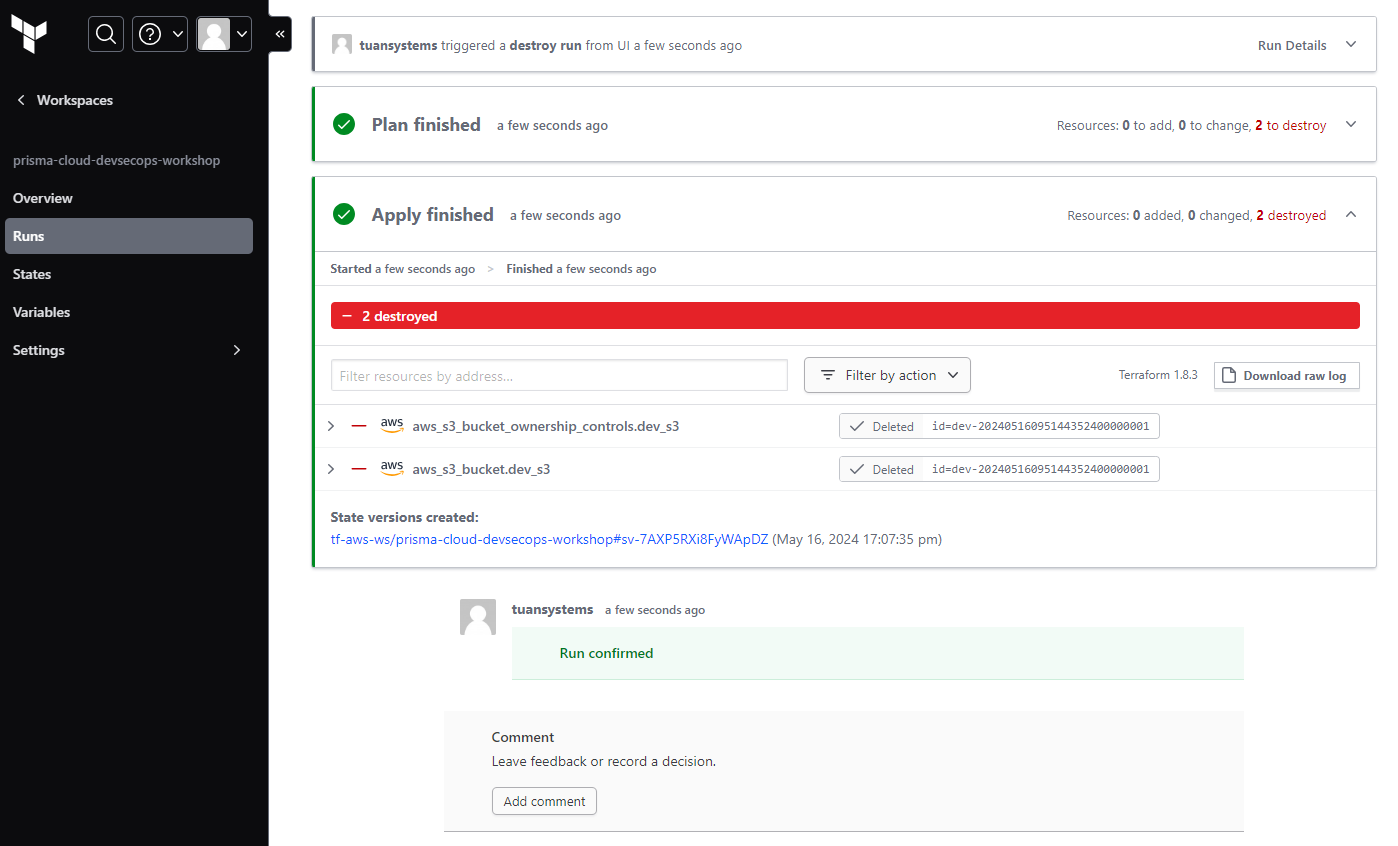 «
Workspaces
prisma-cloud-devsecops-workshop
Overview
Runs
States
Variables
Settings
tuansystems triggered a destroy run from UI a few seconds ago
Run Details
Plan finished a few seconds ago
Resources: 0 to add, 0 to change, 2 to destroy
Apply finished a few seconds ago
Resources: 0 added, 0 changed, 2 destroyed
Started a few seconds ago > Finished a few seconds ago
2 destroyed
Filter resources by address...
Filter by action
Terraform 1.8.3
Download raw log
aws aws_s3_bucket_ownership_controls.dev_s3
Deleted id=dev-20240516095144352400000001
aws aws_s3_bucket.dev_s3
Deleted id=dev-20240516095144352400000001
State versions created:
tf-aws-ws/prisma-cloud-devsecops-workshop#sv-7AXP5RXi8FyWApDZ (May 16, 2024 17:07:35 pm)
tuansystems a few seconds ago
Run confirmed
Comment
Leave feedback or record a decision.
Add comment